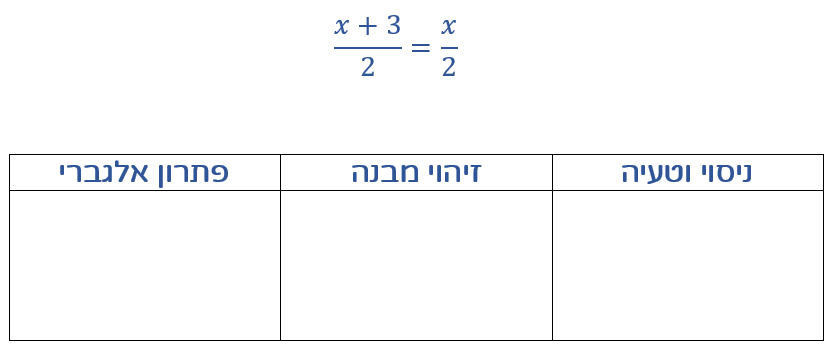 (x + 3)/2 = x/2
ניסוי וטעיה זיהוי מבנה פתרון אלגברי